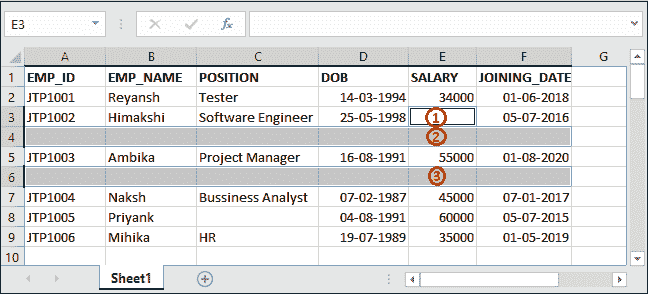 E3 fx
A B C D E F G
1 EMP_ID EMP_NAME POSITION DOB SALARY JOINING_DATE
2 JTP1001 Reyansh Tester 14-03-1994 34000 01-06-2018
3 JTP1002 Himakshi Software Engineer 25-05-1998 1 05-07-2016
4 2
5 JTP1003 Ambika Project Manager 16-08-1991 55000 01-08-2020
6 3
7 JTP1004 Naksh Bussiness Analyst 07-02-1987 45000 07-01-2017
8 JTP1005 Priyank 04-08-1991 60000 05-07-2015
9 JTP1006 Mihika HR 19-07-1989 35000 01-05-2019
10
Sheet1